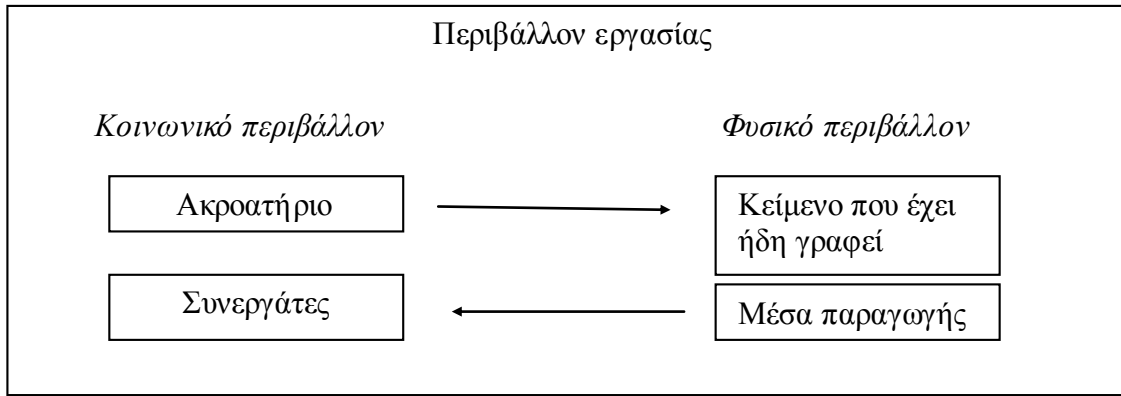 Περιβάλλον εργασίας
Κοινωνικό περιβάλλον
Φυσικό περιβάλλον
Ακροατήριο
Κείμενο που έχει
ήδη γραφεί
Συνεργάτες
Μέσα παραγωγής